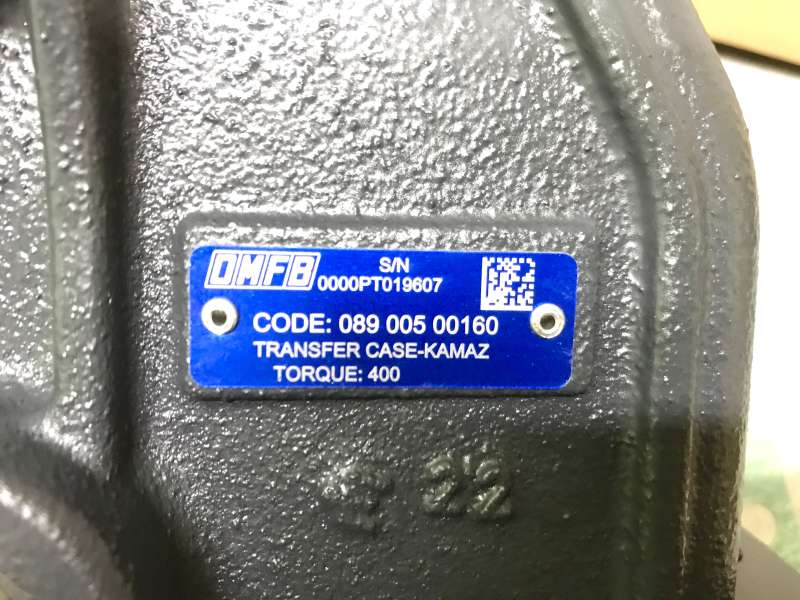 OMFB
S/N
0000PT019607
CODE: 089 005 00160
TRANSFER CASE-KAMAZ
TORQUE: 400
22